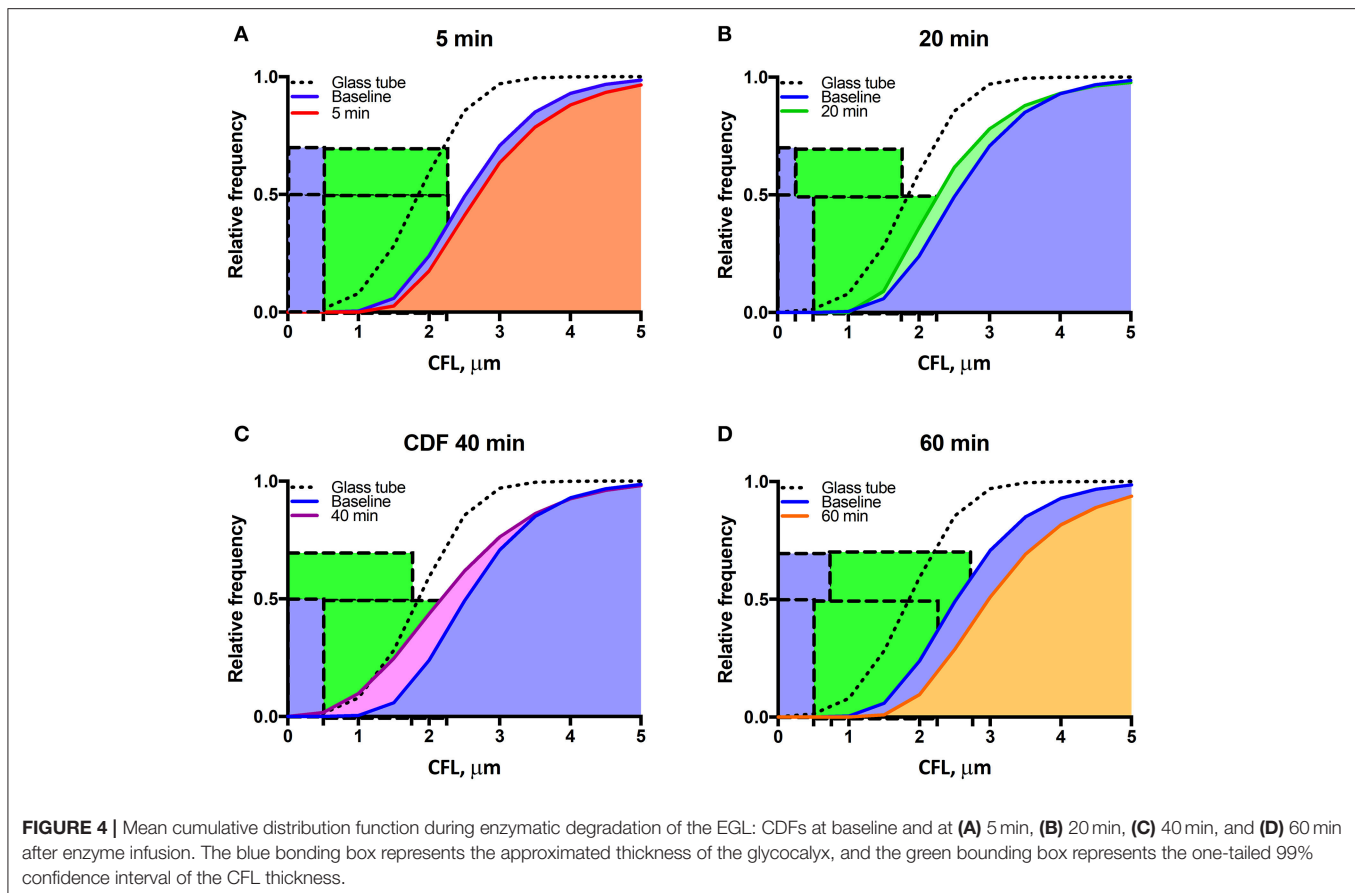 A
5 min
Glass tube
Baseline
5 min
Relative frequency
1.0
0.5
0.0
0 1 2 3 4 5
CFL, μm
B
20 min
Glass tube
Baseline
20 min
Relative frequency
1.0
0.5
0.0
0 1 2 3 4 5
CFL, μm
C
CDF 40 min
Glass tube
Baseline
40 min
Relative frequency
1.0
0.5
0.0
0 1 2 3 4 5
CFL, μm
D
60 min
Glass tube
Baseline
60 min
Relative frequency
1.0
0.5
0.0
0 1 2 3 4 5
CFL, μm
FIGURE 4 | Mean cumulative distribution function during enzymatic degradation of the EGL: CDFs at baseline and at (A) 5 min, (B) 20 min, (C) 40 min, and (D) 60 min
after enzyme infusion. The blue bonding box represents the approximated thickness of the glycocalyx, and the green bounding box represents the one-tailed 99%
confidence interval of the CFL thickness.